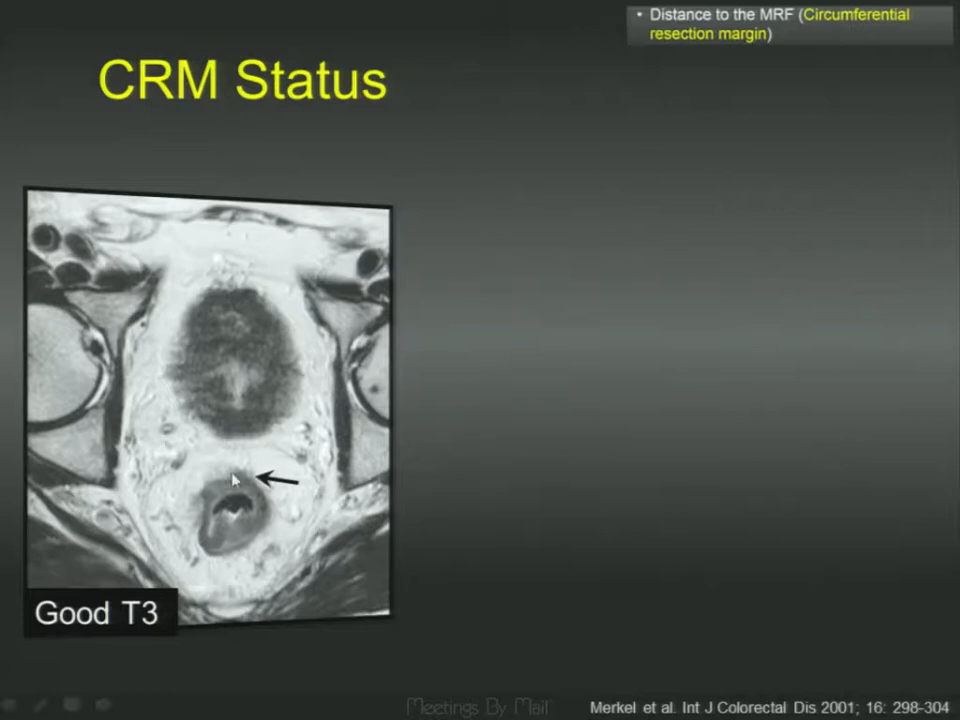 • Distance to the MRF (Circumferential
resection margin)
CRM Status
Good T3
Meetings By Mail
Merkel et al. Int J Colorectal Dis 2001; 16: 298-304